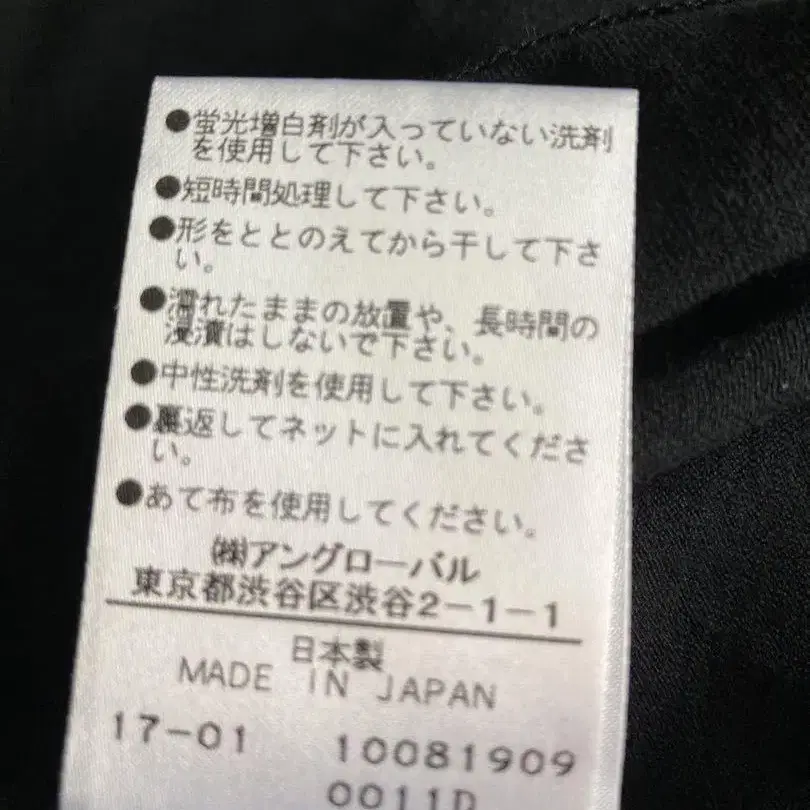 ●蛍光増白剤が入っていない洗剤
を使用して下さい。
●短時間処理して下さい。
●形をととのえてから干して下さ
い。
●濡れたままの放置や、長時間の
浸漬はしないで下さい。
●中性洗剤を使用して下さい。
●裏返してネットに入れてくださ
い。
●あて布を使用してください。
㈱アングローバル
東京都渋谷区渋谷2-1-1
日本製
MADE IN JAPAN
17-01 10081909
0011D